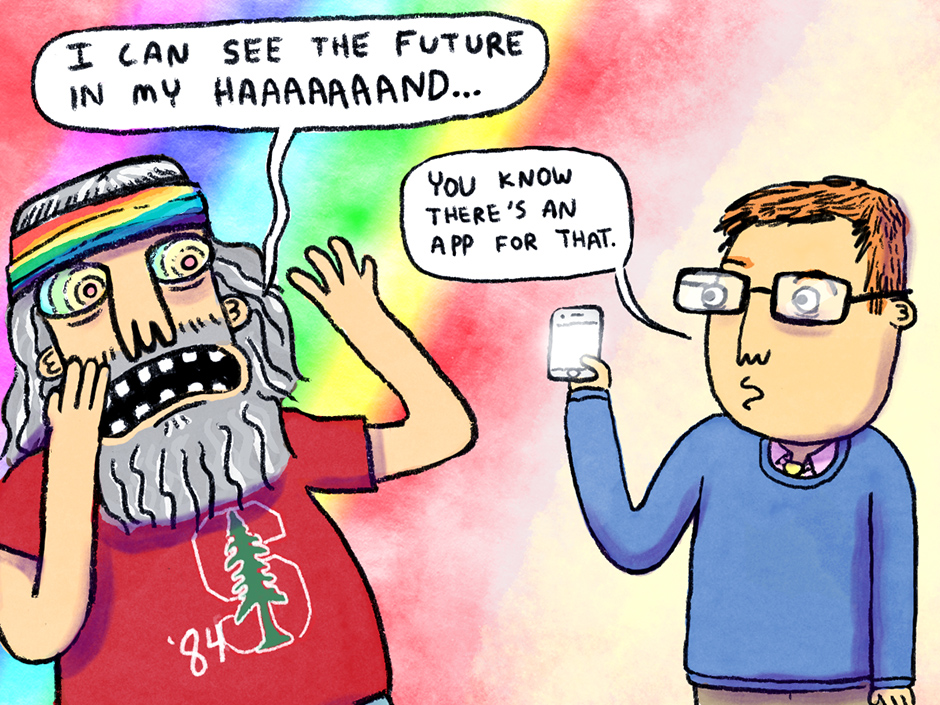 I CAN SEE THE FUTURE
IN MY HAAAAAAAND...
YOU KNOW
THERE'S AN
APP FOR THAT.
S
'84